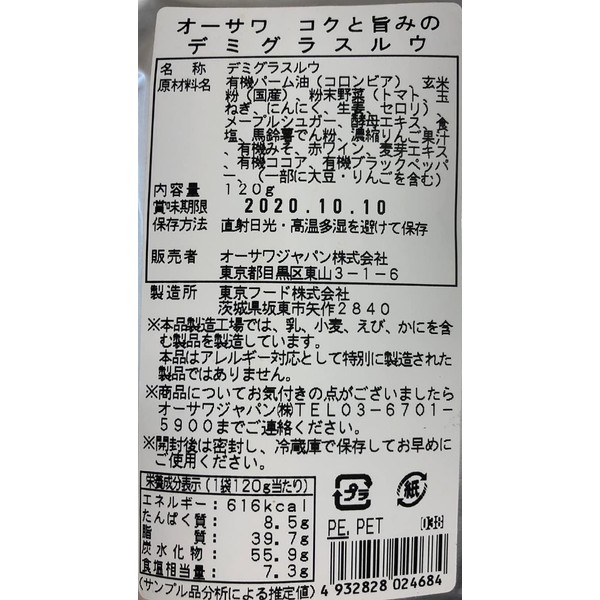 オーサワ コクと旨みの
デミグラスルウ
名 称 デミグラスルウ
原材料名 有機パーム油（コロンビア）、玄米
粉（国産）、粉末野菜（トマト、玉
ねぎ、にんにく、生姜、セロリ）、
メープルシュガー、酵母エキス、食
塩、馬鈴薯でん粉、濃縮りんご果汁
、有機みそ、赤ワイン、麦芽エキス
、有機ココア、有機ブラックペッパ
ー、（一部に大豆・りんごを含む）
内容量 120g
賞味期限 2020.10.10
保存方法 直射日光・高温多湿を避けて保存
販売者 オーサワジャパン株式会社
東京都目黒区東山3-1-6
製造所 東京フード株式会社
茨城県坂東市矢作2840
※本品製造工場では、乳、小麦、えび、かにを含
む製品を製造しています。
本品はアレルギー対応として特別に製造された
製品ではありません。
※商品についてお気付きの点がございましたら
オーサワジャパン㈱TEL03-6701-
5900までご連絡ください。
※開封後は密封し、冷蔵庫で保存してお早めに
ご使用ください。
栄養成分表示（1袋120g当たり）
エネルギー： 616kcal
たんぱく質： 8.5g
脂 質： 39.7g
炭水化物： 55.9g
食塩相当量： 7.3g
（サンプル品分析による推定値）
プラ
紙
PE, PET
038
4 932828 024684